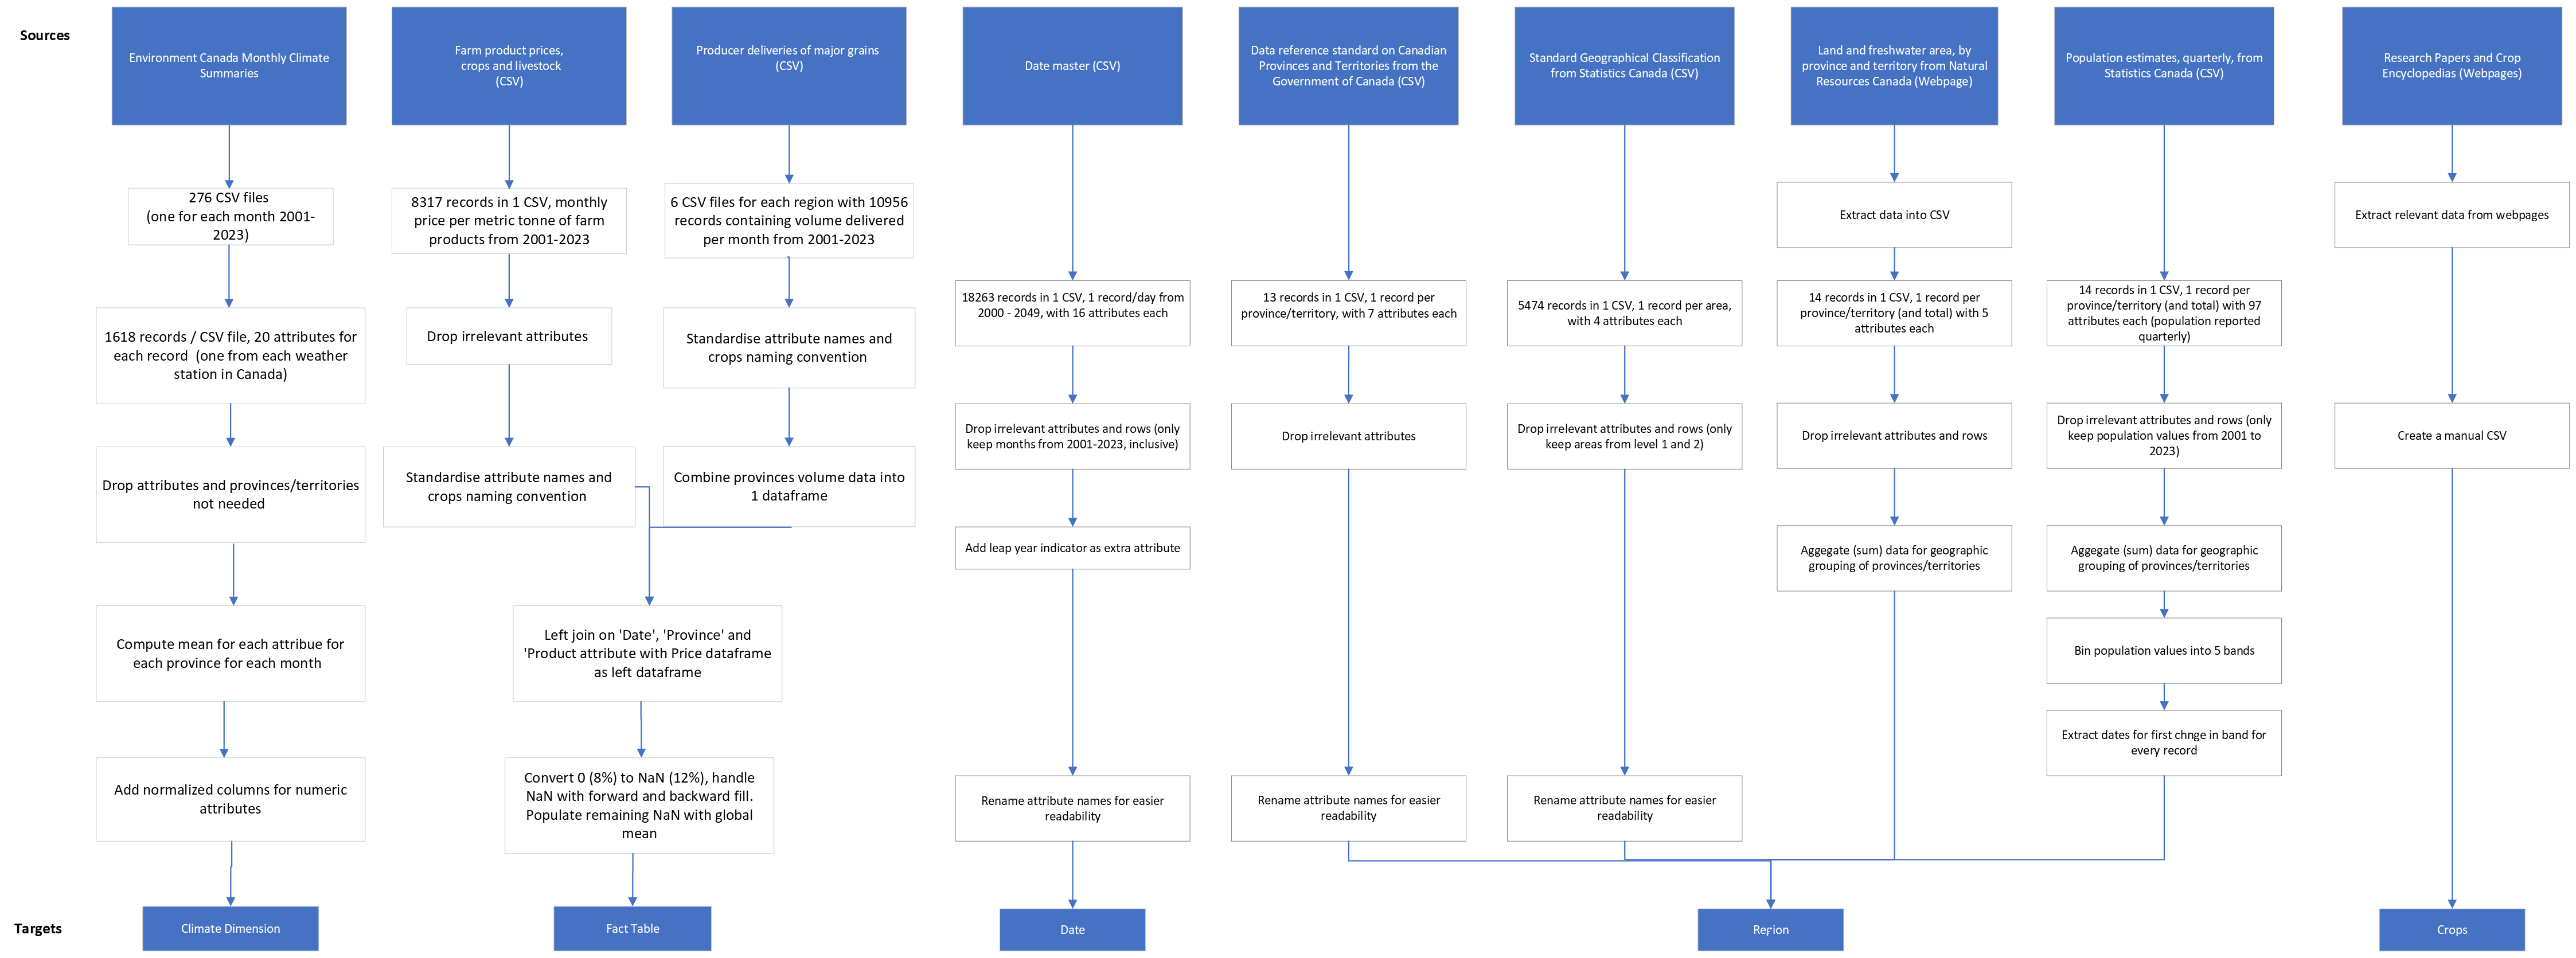 Sources
Environment Canada Monthly Climate
Summaries
Farm product prices,
crops and livestock
(CSV)
Producer deliveries of major grains
(CSV)
Date master (CSV)
Data reference standard on Canadian
Provinces and Territories from the
Government of Canada (CSV)
Standard Geographical Classification
from Statistics Canada (CSV)
Land and freshwater area, by
province and territory from Natural
Resources Canada (Webpage)
Population estimates, quarterly, from
Statistics Canada (CSV)
Research Papers and Crop
Encyclopedias (Webpages)
276 CSV files
(one for each month 2001-
2023)
8317 records in 1 CSV, monthly
price per metric tonne of farm
products from 2001-2023
6 CSV files for each region with 10956
records containing volume delivered
per month from 2001-2023
Extract data into CSV
Extract relevant data from webpages
1618 records / CSV file, 20 attributes for
each record (one from each weather
station in Canada)
Drop irrelevant attributes
Standardise attribute names and
crops naming convention
18263 records in 1 CSV, 1 record/day from
2000 - 2049, with 16 attributes each
13 records in 1 CSV, 1 record per
province/territory, with 7 attributes each
5474 records in 1 CSV, 1 record per area,
with 4 attributes each
14 records in 1 CSV, 1 record per
province/territory (and total) with 5
attributes each
14 records in 1 CSV, 1 record per
province/territory (and total) with 97
attributes each (population reported
quarterly)
Drop attributes and provinces/territories
not needed
Standardise attribute names and
crops naming convention
Combine provinces volume data into
1 dataframe
Drop irrelevant attributes and rows (only
keep months from 2001-2023, inclusive)
Drop irrelevant attributes
Drop irrelevant attributes and rows (only
keep areas from level 1 and 2)
Drop irrelevant attributes and rows
Drop irrelevant attributes and rows (only
keep population values from 2001 to
2023)
Create a manual CSV
Add leap year indicator as extra attribute
Aggegate (sum) data for geographic
grouping of provinces/territories
Aggegate (sum) data for geographic
grouping of provinces/territories
Compute mean for each attribue for
each province for each month
Left join on 'Date', 'Province' and
'Product attribute with Price dataframe
as left dataframe
Bin population values into 5 bands
Extract dates for first chnge in band for
every record
Add normalized columns for numeric
attributes
Convert 0 (8%) to NaN (12%), handle
NaN with forward and backward fill.
Populate remaining NaN with global
mean
Rename attribute names for easier
readability
Rename attribute names for easier
readability
Rename attribute names for easier
readability
Targets
Climate Dimension
Fact Table
Date
Region
Crops